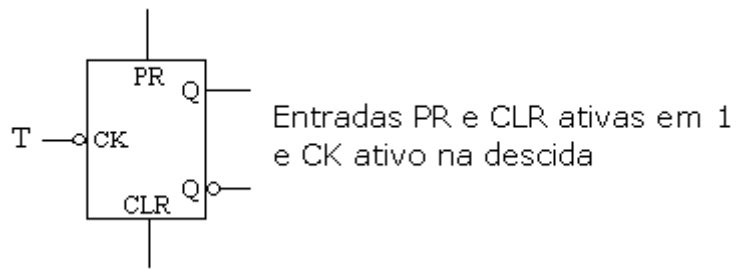 PR
Q
T
CK
Entradas PR e CLR ativas em 1
e CK ativo na descida
Q
CLR